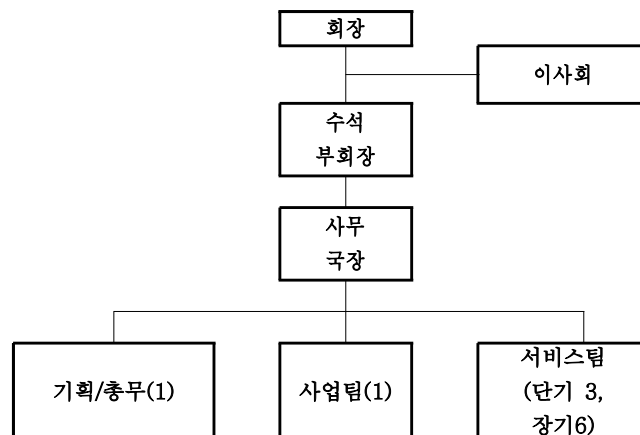 회장
이사회
수석
부회장
사무
국장
기획/총무(1)
사업팀(1)
서비스팀
(단기 3,
장기6)